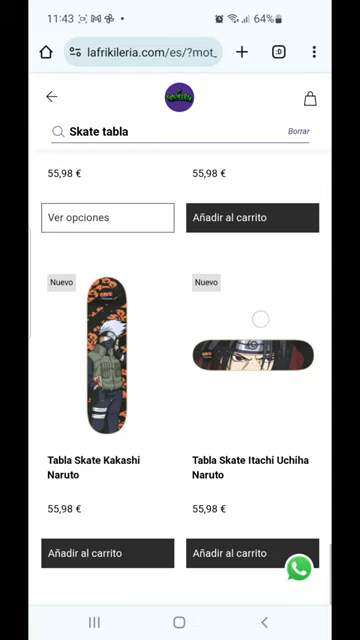 11:43
64%
lafrikileria.com/es/?mot_
:D
Skate tabla
Borrar
55,98 €
55,98 €
Ver opciones
Añadir al carrito
Nuevo
Nuevo
Tabla Skate Kakashi
Naruto
Tabla Skate Itachi Uchiha
Naruto
55,98 €
55,98 €
Añadir al carrito
Añadir al carrito